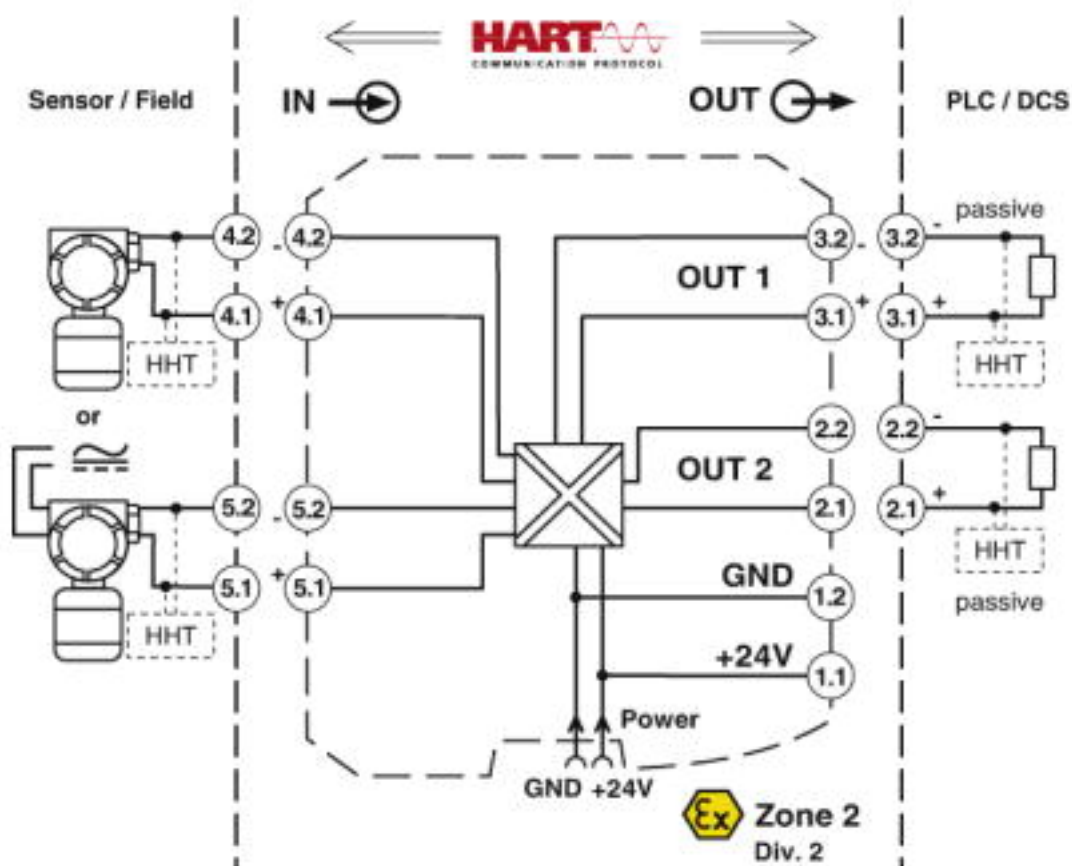 HART
COMMUNICATION PROTOCOL
Sensor / Field
IN
OUT
PLC / DCS
passive
4.2
-
4.2
3.2
-
3.2
-
OUT 1
4.1
+
4.1
3.1
+
3.1
+
HHT
HHT
or
2.2
2.2
-
OUT 2
5.2
-
5.2
2.1
2.1
+
HHT
5.1
+
5.1
GND
1.2
passive
HHT
+24V
1.1
Power
GND +24V
Ex
Zone 2
Div. 2